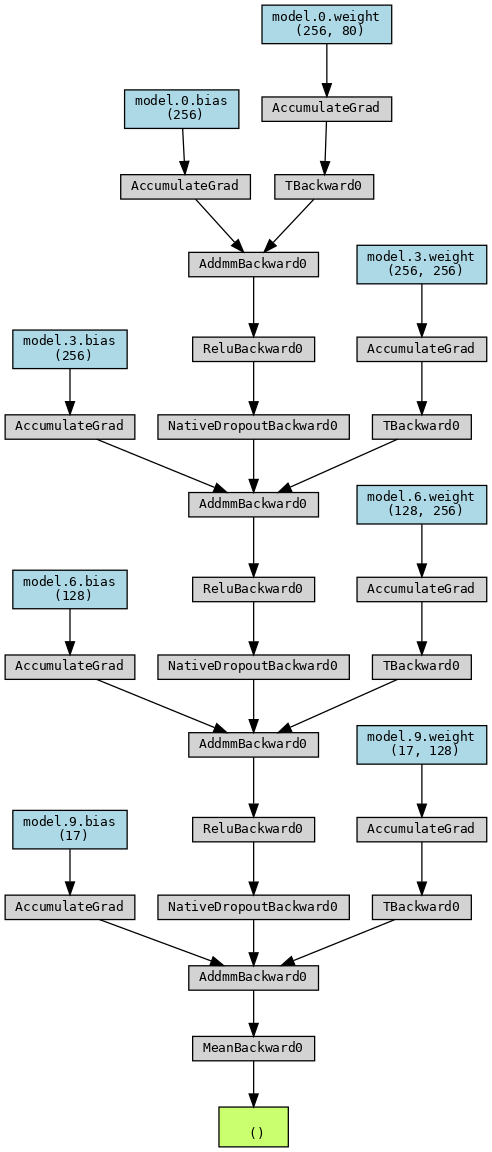 model.0.weight
(256, 80)
model.0.bias
(256)
AccumulateGrad
AccumulateGrad
TBackward0
AddmmBackward0
model.3.weight
(256, 256)
model.3.bias
(256)
ReluBackward0
AccumulateGrad
AccumulateGrad
NativeDropoutBackward0
TBackward0
AddmmBackward0
model.6.weight
(128, 256)
model.6.bias
(128)
ReluBackward0
AccumulateGrad
AccumulateGrad
NativeDropoutBackward0
TBackward0
AddmmBackward0
model.9.weight
(17, 128)
model.9.bias
(17)
ReluBackward0
AccumulateGrad
AccumulateGrad
NativeDropoutBackward0
TBackward0
AddmmBackward0
MeanBackward0
()